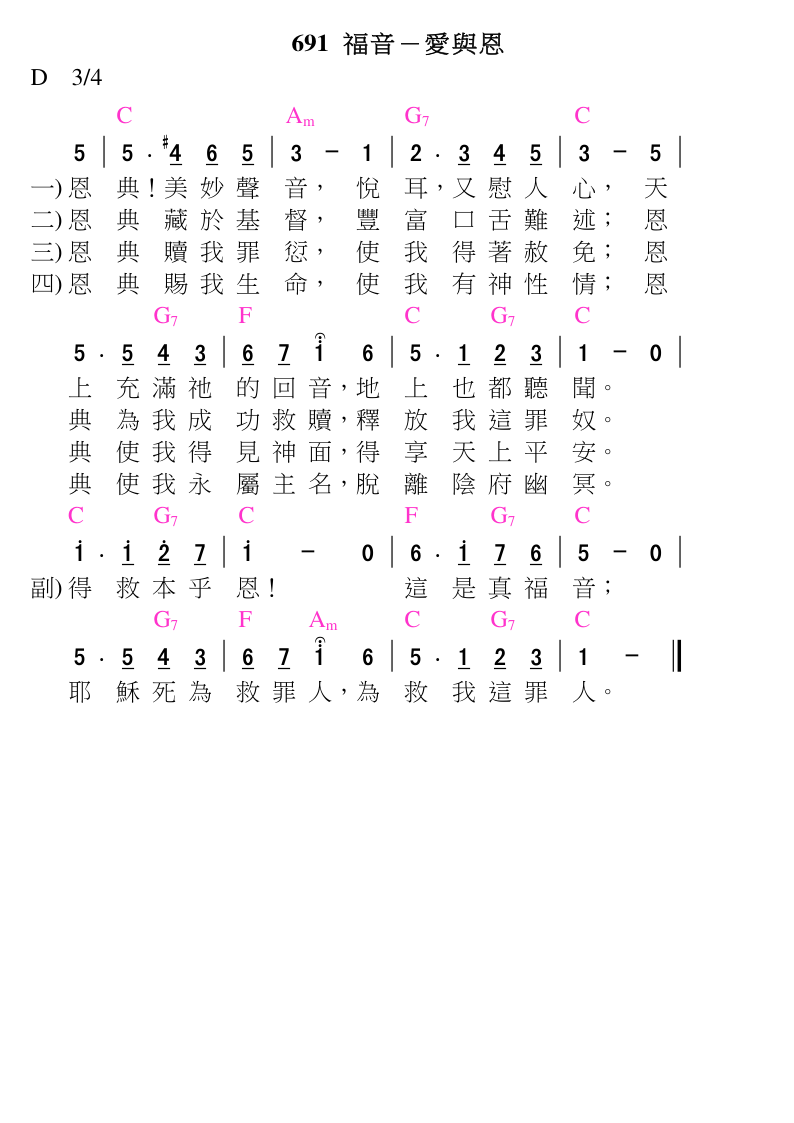 691 福音－愛與恩
D 3/4
C Am G7 C
5 | 5 . #4 6 5 | 3 － 1 | 2 . 3 4 5 | 3 － 5 |
一) 恩 典！美 妙 聲 音， 悅 耳，又 慰 人 心， 天
二) 恩 典 藏 於 基 督， 豐 富 口 舌 難 述； 恩
三) 恩 典 贖 我 罪 愆， 使 我 得 著 赦 免； 恩
四) 恩 典 賜 我 生 命， 使 我 有 神 性 情； 恩
G7 F C G7 C
5 . 5 4 3 | 6 7 i 6 | 5 . 1 2 3 | 1 － 0 |
上 充 滿 祂 的 回 音，地 上 也 都 聽 聞。
典 為 我 成 功 救 贖，釋 放 我 這 罪 奴。
典 使 我 得 見 神 面，得 享 天 上 平 安。
典 使 我 永 屬 主 名，脫 離 陰 府 幽 冥。
C G7 C F G7 C
i . i 2̇ 7 | i － 0 | 6 . i 7 6 | 5 － 0 |
副) 得 救 本 乎 恩！ 這 是 真 福 音；
G7 F Am C G7 C
5 . 5 4 3 | 6 7 i 6 | 5 . 1 2 3 | 1 － ‖
耶 穌 死 為 救 罪 人，為 救 我 這 罪 人。